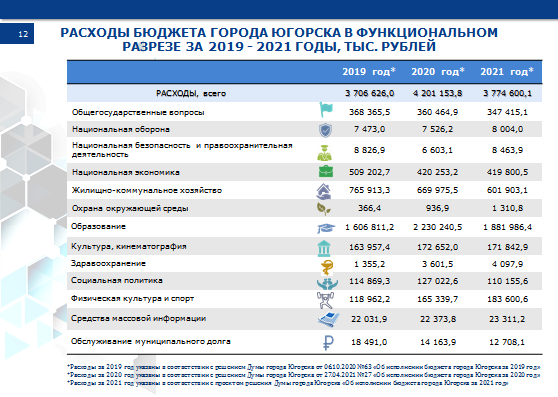 12
РАСХОДЫ БЮДЖЕТА ГОРОДА ЮГОРСКА В ФУНКЦИОНАЛЬНОМ
РАЗРЕЗЕ ЗА 2019 - 2021 ГОДЫ, ТЫС. РУБЛЕЙ
2019 год* 2020 год* 2021 год*
РАСХОДЫ, всего 3 706 626,0 4 201 153,8 3 774 600,1
Общегосударственные вопросы 368 365,5 360 464,9 347 415,1
Национальная оборона 7 473,0 7 526,2 8 004,0
Национальная безопасность и правоохранительная
деятельность 8 826,9 6 603,1 8 463,9
Национальная экономика 509 202,7 420 253,2 419 800,5
Жилищно-коммунальное хозяйство 765 913,3 669 975,5 601 903,1
Охрана окружающей среды 366,4 936,9 1 310,8
Образование 1 606 811,2 2 230 240,5 1 881 986,4
Культура, кинематография 163 957,4 172 652,0 171 842,9
Здравоохранение 1 355,2 3 601,5 4 097,9
Социальная политика 114 869,3 127 022,6 110 155,6
Физическая культура и спорт 118 962,2 165 339,7 183 600,6
Средства массовой информации 22 031,9 22 373,8 23 311,2
Обслуживание муниципального долга 18 491,0 14 163,9 12 708,1
*Расходы за 2019 год указаны в соответствии с решением Думы города Югорска от 06.10.2020 №63 «Об исполнении бюджета города Югорска за 2019 год»
*Расходы за 2020 год указаны в соответствии с решением Думы города Югорска от 27.04.2021 №27 «Об исполнении бюджета города Югорска за 2020 год»
*Расходы за 2021 год указаны в соответствии с проектом решения Думы города Югорска «Об исполнении бюджета города Югорска за 2021 год»